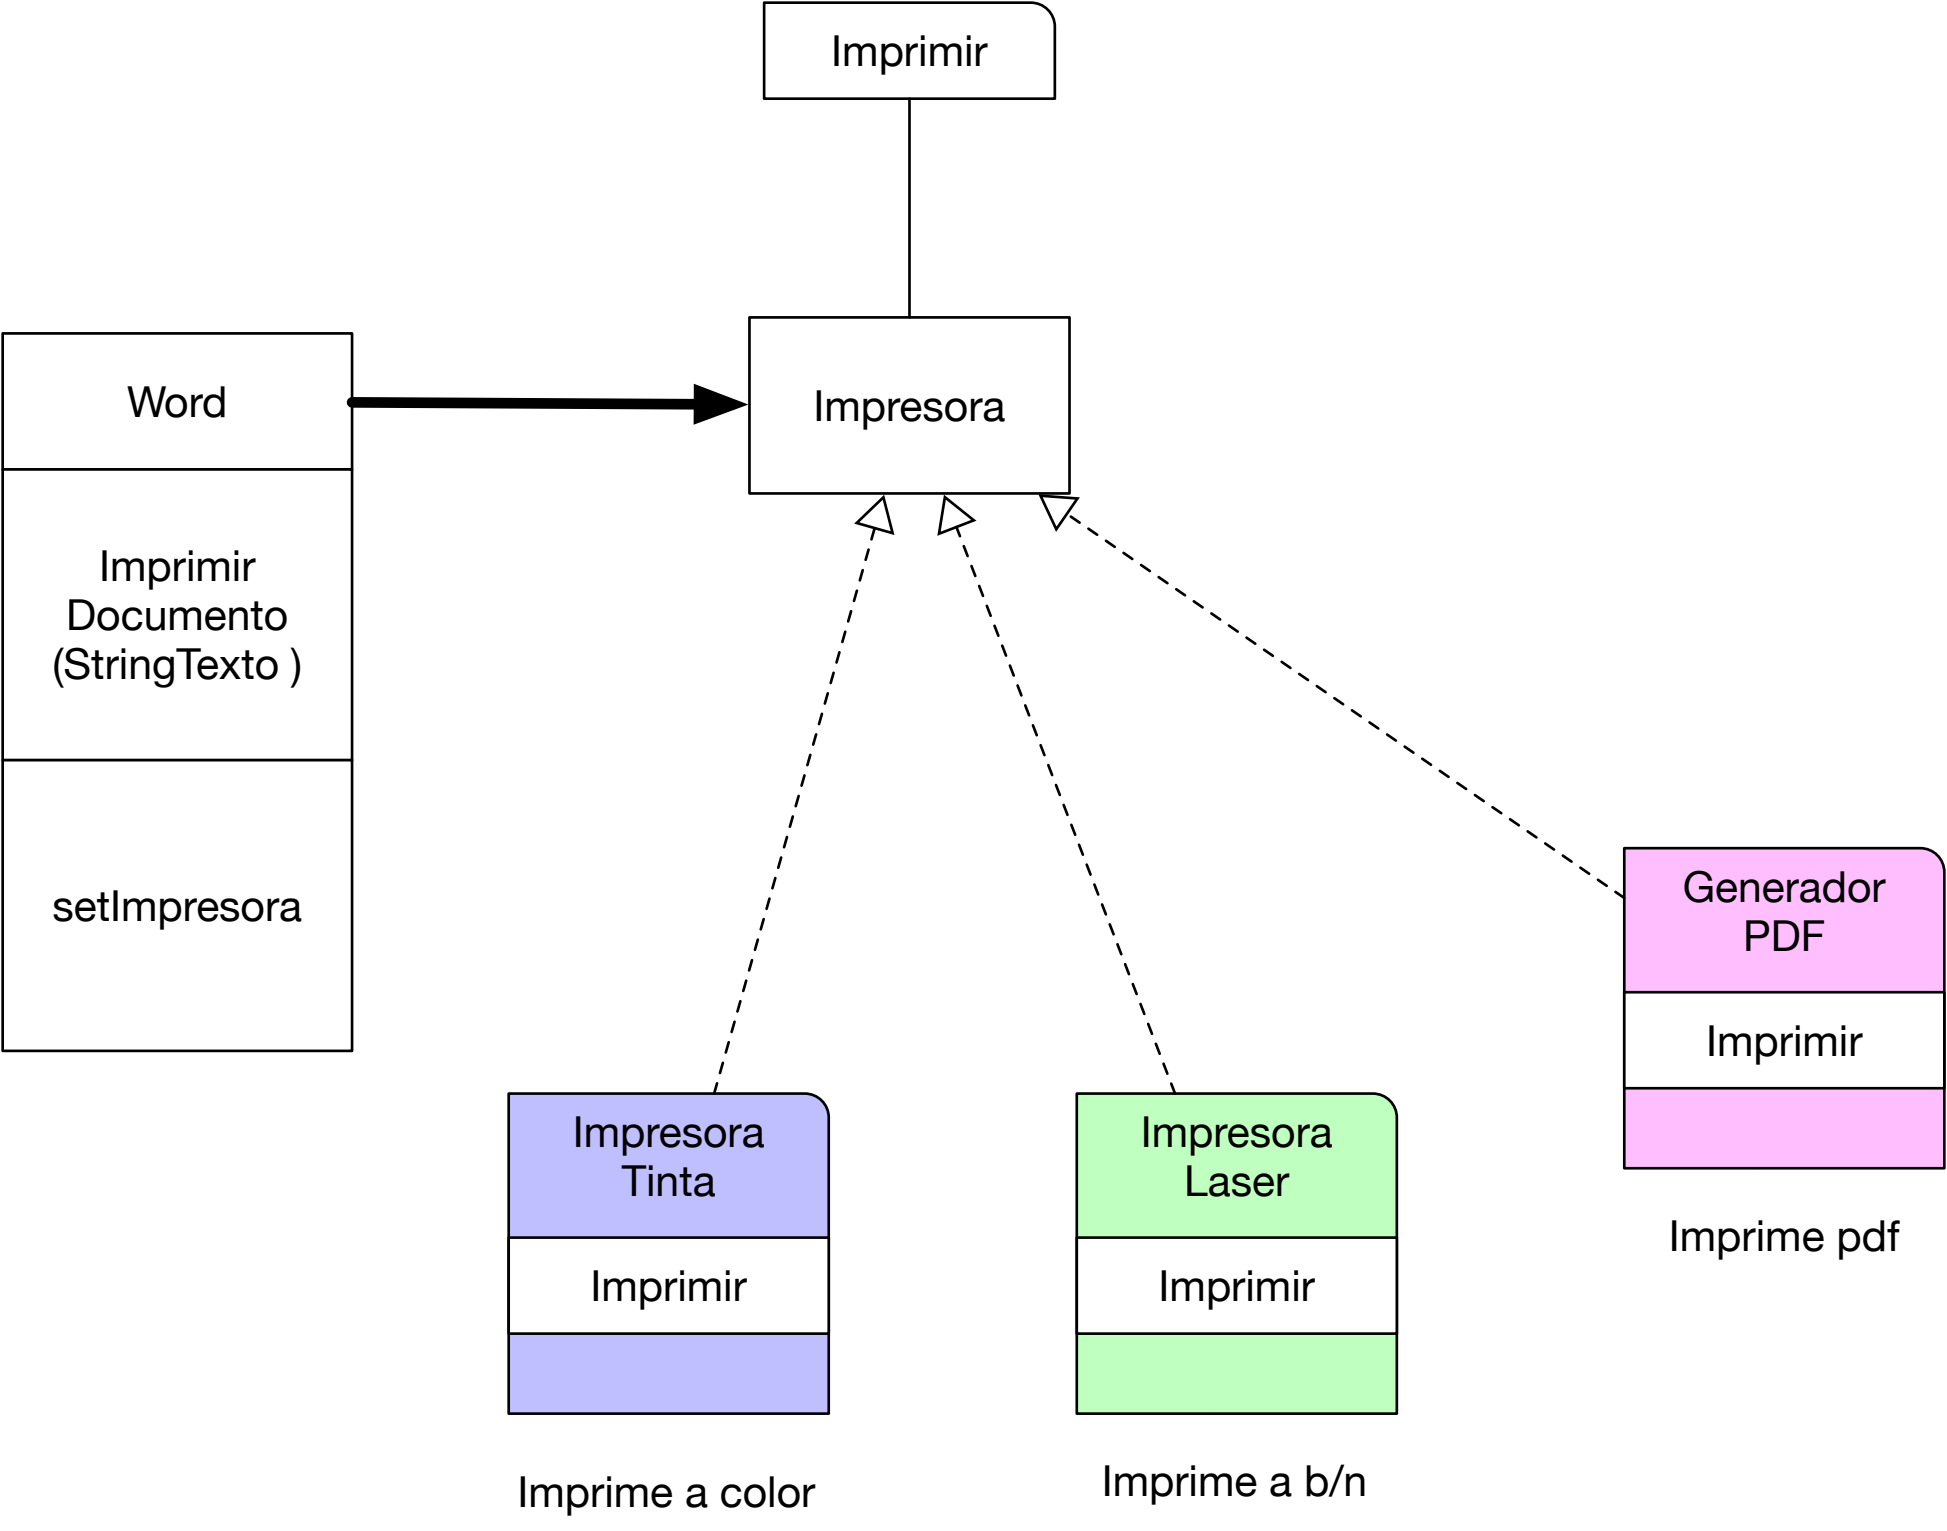 Imprimir
Word
Impresora
Imprimir
Documento
(StringTexto )
setImpresora
Generador
PDF
Imprimir
Imprime pdf
Impresora
Tinta
Imprimir
Imprime a color
Impresora
Laser
Imprimir
Imprime a b/n